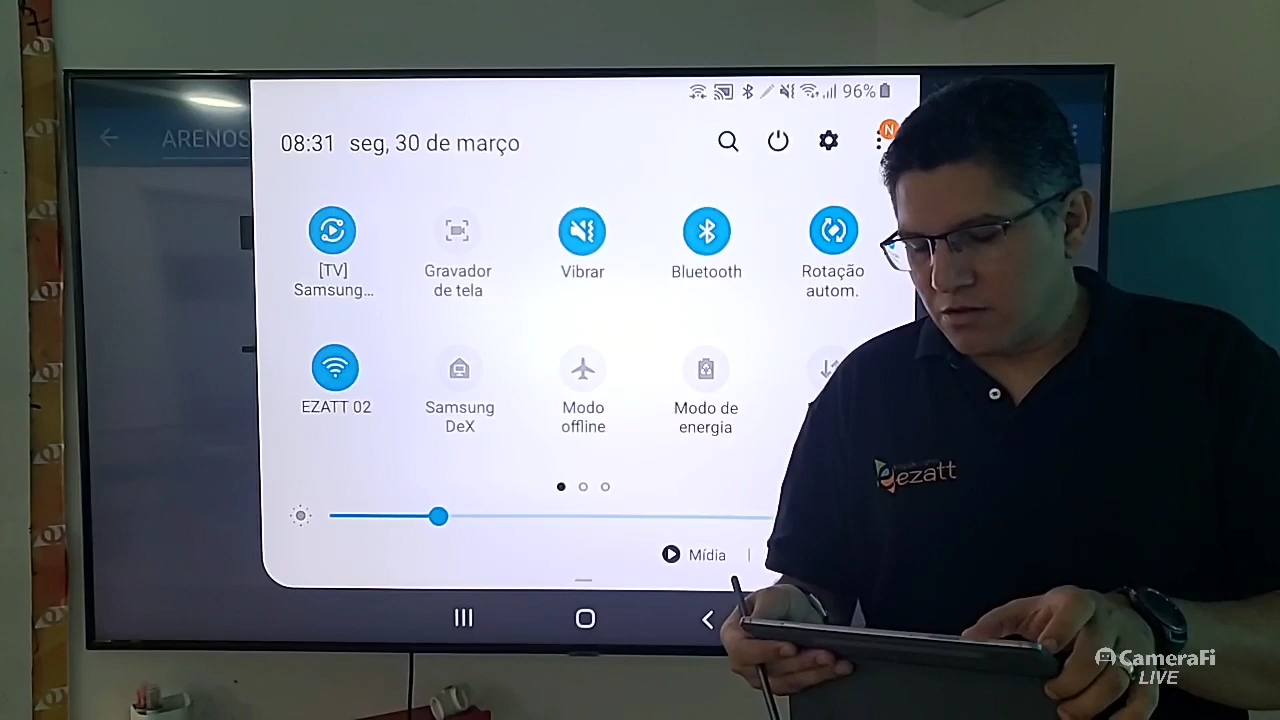 96%
ARENOS
08:31 seg, 30 de março
N
[TV]
Samsung...
Gravador
de tela
Vibrar
Bluetooth
Rotação
autom.
EZATT 02
Samsung
DeX
Modo
offline
Modo de
energia
Mídia
ezatt
CameraFi
LIVE